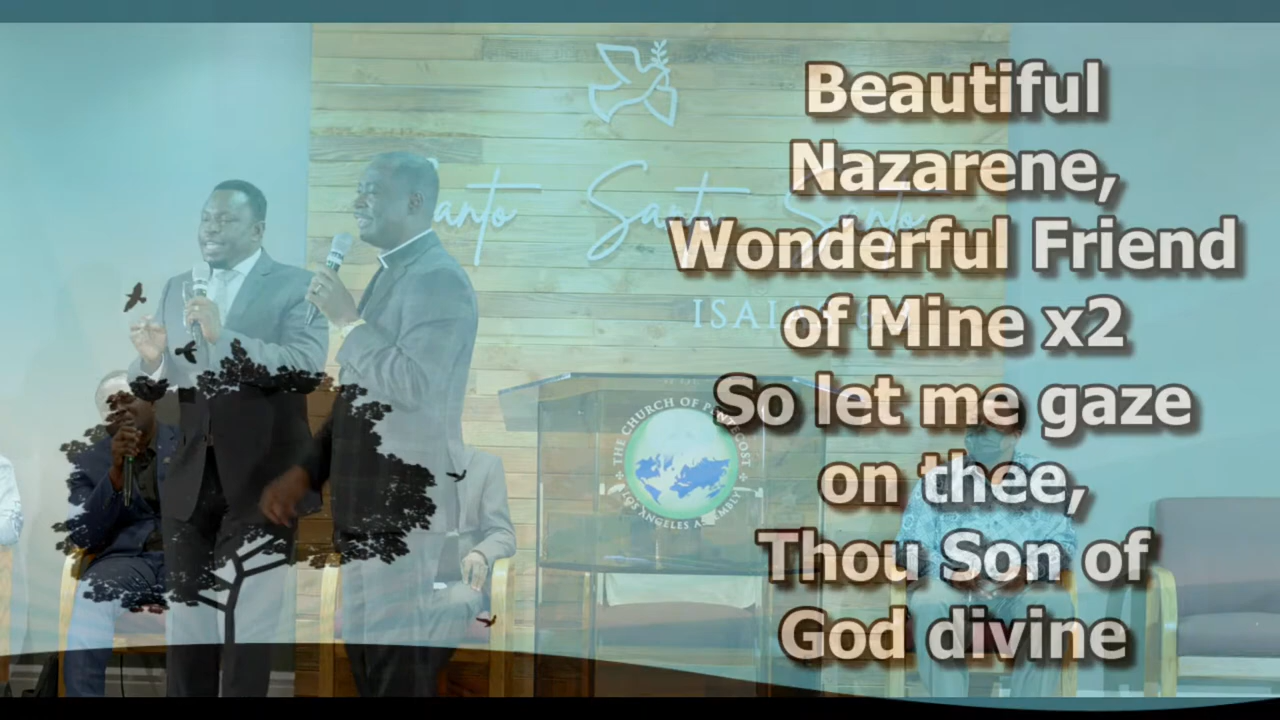 Beautiful
Nazarene,
Wonderful Friend
of Mine x2
So let me gaze
on thee,
Thou Son of
God divine
Santo Santo Santo
THE CHURCH OF PENTECOST
LOS ANGELES ASSEMBLY